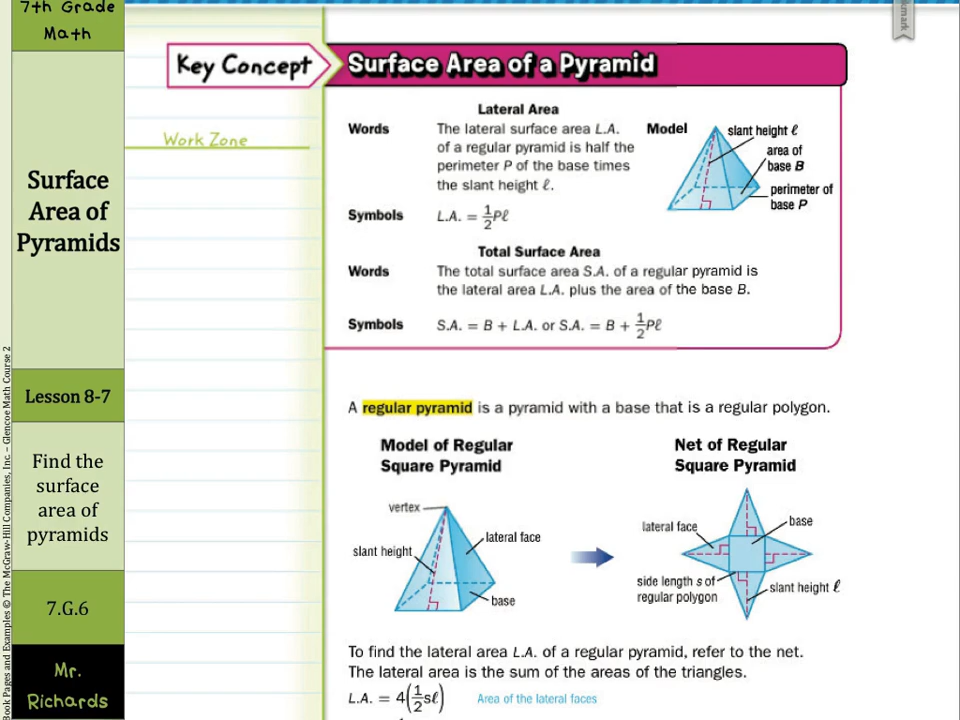 7th Grade
Math
Surface
Area of
Pyramids
Lesson 8-7
Find the
surface
area of
pyramids
7.G.6
Mr.
Richards
Book Pages and Examples © The McGraw-Hill Companies, Inc. – Glencoe Math Course 2
Key Concept
Surface Area of a Pyramid
Work Zone
Lateral Area
Words
The lateral surface area L.A.
of a regular pyramid is half the
perimeter P of the base times
the slant height ℓ.
Model
slant height ℓ
area of
base B
perimeter of
base P
Symbols
L.A. = 1/2Pℓ
Total Surface Area
Words
The total surface area S.A. of a regular pyramid is
the lateral area L.A. plus the area of the base B.
Symbols
S.A. = B + L.A. or S.A. = B + 1/2Pℓ
A regular pyramid is a pyramid with a base that is a regular polygon.
Model of Regular
Square Pyramid
vertex
slant height
lateral face
base
Net of Regular
Square Pyramid
lateral face
base
side length s of
regular polygon
slant height ℓ
To find the lateral area L.A. of a regular pyramid, refer to the net.
The lateral area is the sum of the areas of the triangles.
L.A. = 4(1/2sℓ) Area of the lateral faces